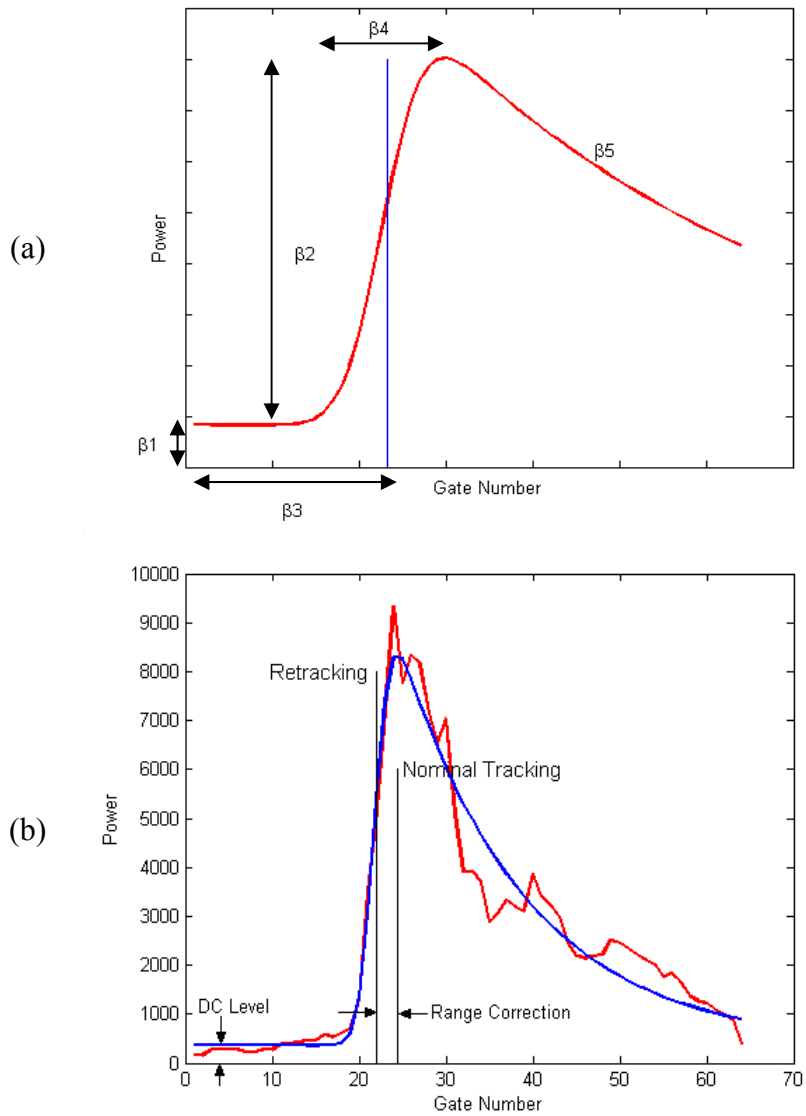 β4
(a)
Power
β2
β5
β1
Gate Number
β3
(b)
Power
10000
9000
8000
7000
6000
5000
4000
3000
2000
1000
0
Retracking
Nominal Tracking
DC Level
Range Correction
0 10 20 30 40 50 60 70
Gate Number